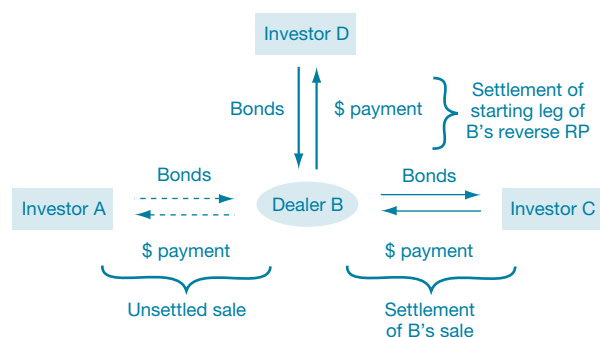 Investor D
Bonds
$ payment
Settlement of
starting leg of
B's reverse RP
Bonds
Bonds
Investor A
Dealer B
Investor C
$ payment
$ payment
Unsettled sale
Settlement
of B's sale